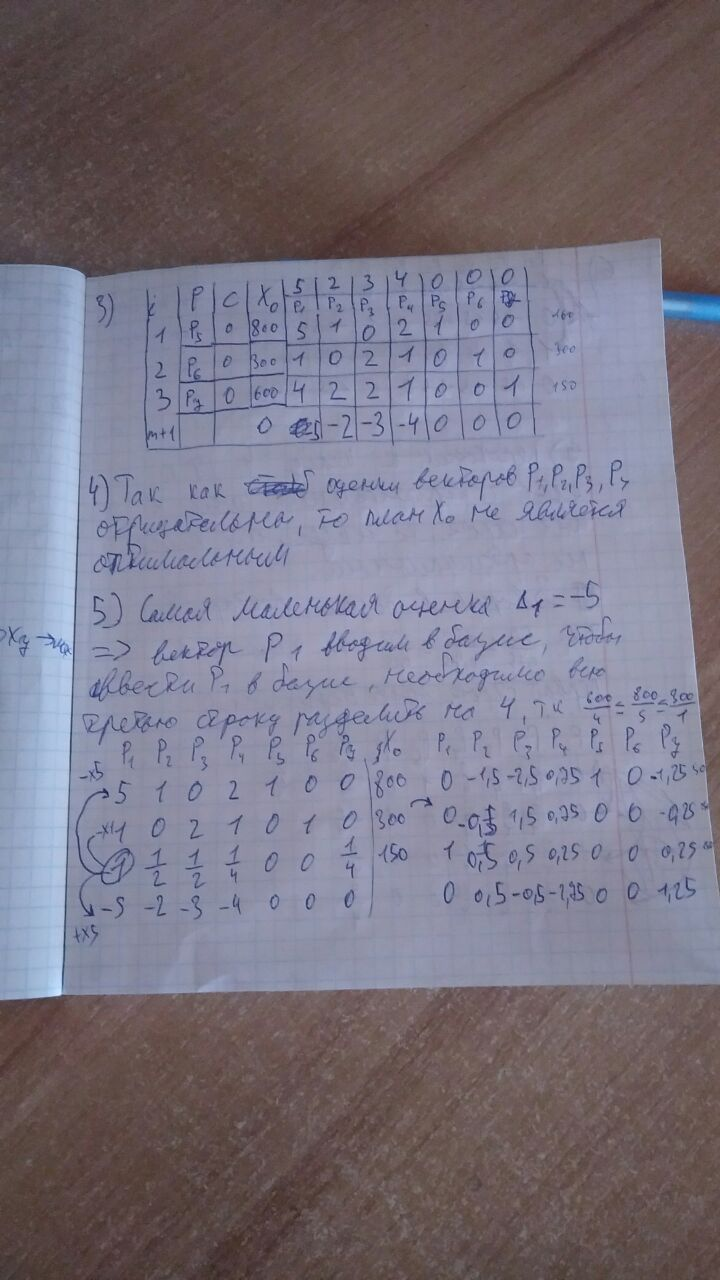 5 2 3 4 0 0 0
3) i P C X₀ P₁ P₂ P₃ P₄ P₅ P₆ P₇
1 P₅ 0 800 5 1 0 2 1 0 0 160
2 P₆ 0 300 1 0 2 1 0 1 0 300
3 P₇ 0 600 4 2 2 1 0 0 1 150
m+1 0 -5 -2 -3 -4 0 0 0
4) Так как оценки векторов P₁, P₂, P₃, P₄
отрицательны, то план X₀ не является
оптимальным
5) Самая маленькая оценка Δ₁ = -5
=> вектор P₁ вводим в базис, чтобы
ввести P₁ в базис, необходимо всю
третью строку разделить на 4, т.к 600/4 ≤ 800/5 ≤ 300/1
P₁ P₂ P₃ P₄ P₅ P₆ P₇ X₀ P₁ P₂ P₃ P₄ P₅ P₆ P₇
-x5
5 1 0 2 1 0 0 800 0 -1,5 -2,5 0,75 1 0 -1,25
-x1 1 0 2 1 0 1 0 300 0 -0,5 1,5 0,75 0 0 -0,25
1 1/2 1/2 1/4 0 0 1/4 150 1 0,5 0,5 0,25 0 0 0,25
-5 -2 -3 -4 0 0 0 0 0,5 -0,5 -2,75 0 0 1,25
+x5